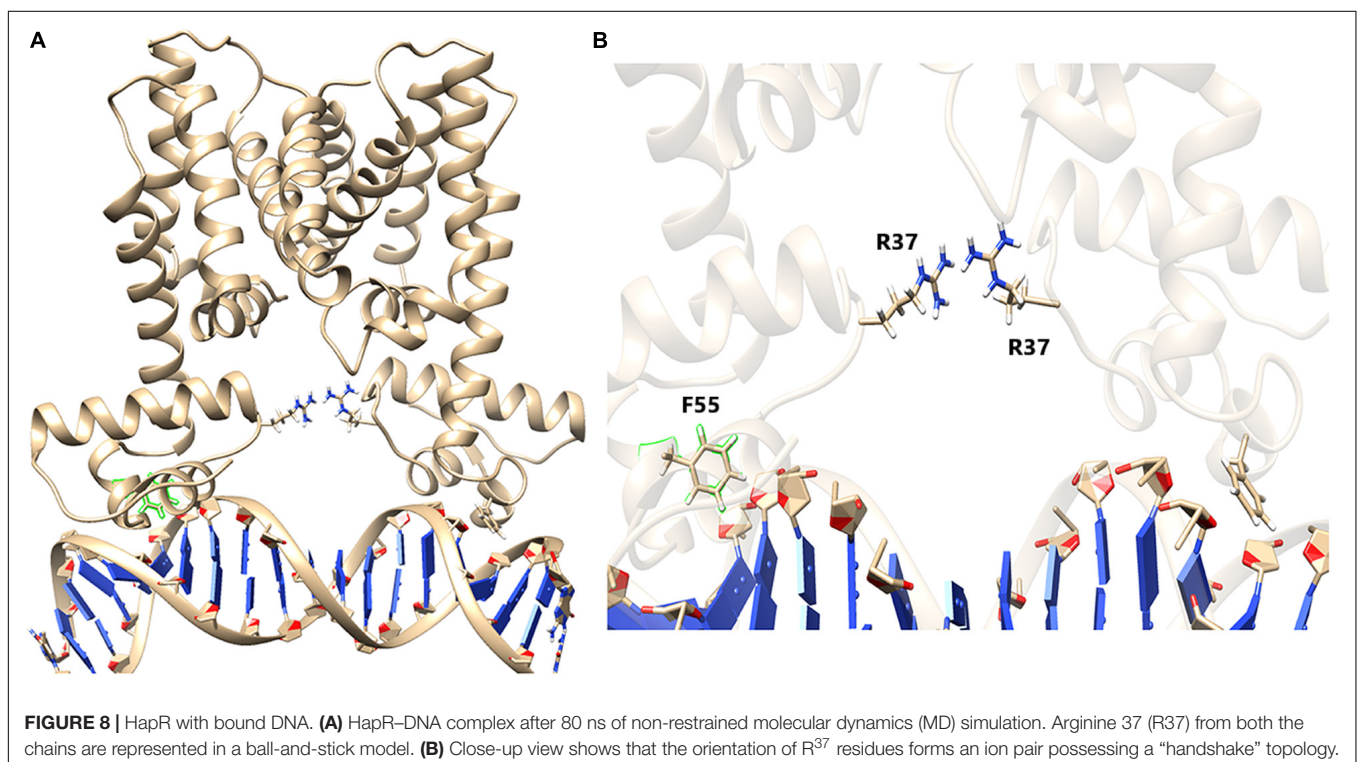 A
B
R37
R37
F55
FIGURE 8 | HapR with bound DNA. (A) HapR–DNA complex after 80 ns of non-restrained molecular dynamics (MD) simulation. Arginine 37 (R37) from both the
chains are represented in a ball-and-stick model. (B) Close-up view shows that the orientation of R³⁷ residues forms an ion pair possessing a “handshake” topology.